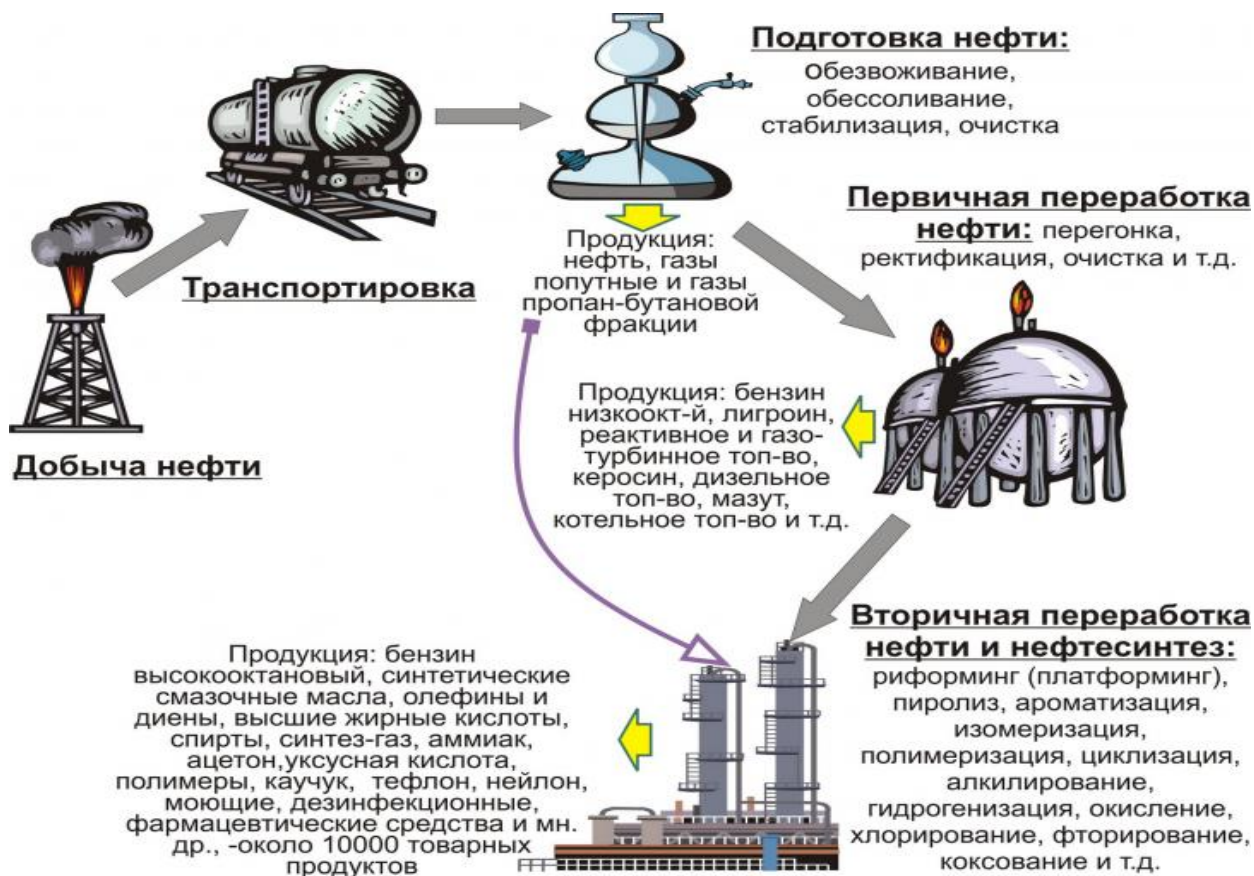 Подготовка нефти:
Обезвоживание,
обессоливание,
стабилизация, очистка
Транспортировка
Добыча нефти
Продукция:
нефть, газы
попутные и газы
пропан-бутановой
фракции
Первичная переработка
нефти: перегонка,
ректификация, очистка и т.д.
Продукция: бензин
низкоокт-й, лигроин,
реактивное и газо-
турбинное топ-во,
керосин, дизельное
топ-во, мазут,
котельное топ-во и т.д.
Вторичная переработка
нефти и нефтесинтез:
риформинг (платформинг),
пиролиз, ароматизация,
изомеризация,
полимеризация, циклизация,
алкилирование,
гидрогенизация, окисление,
хлорирование, фторирование,
коксование и т.д.
Продукция: бензин
высокооктановый, синтетические
смазочные масла, олефины и
диены, высшие жирные кислоты,
спирты, синтез-газ, аммиак,
ацетон,уксусная кислота,
полимеры, каучук, тефлон, нейлон,
моющие, дезинфекционные,
фармацевтические средства и мн.
др., -около 10000 товарных
продуктов